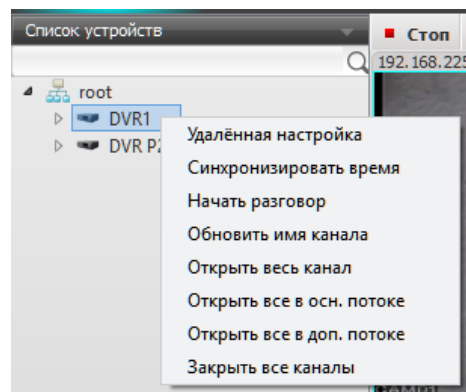 Список устройств
Стоп
192.168.225
root
DVR1
DVR P2
Удалённая настройка
Синхронизировать время
Начать разговор
Обновить имя канала
Открыть весь канал
Открыть все в осн. потоке
Открыть все в доп. потоке
Закрыть все каналы